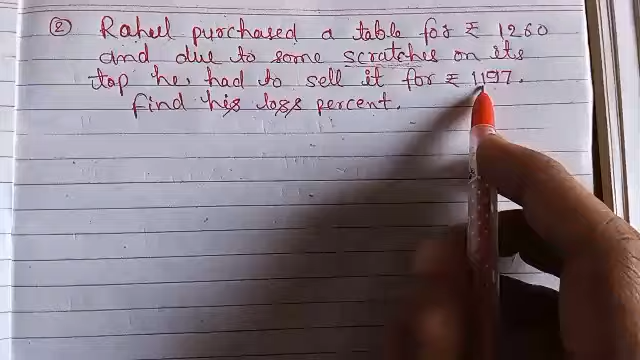 ② Rahul purchased a table for ₹ 1260
and due to some scratches on its
top he, had to sell it for ₹ 1197.
find his loss percent.